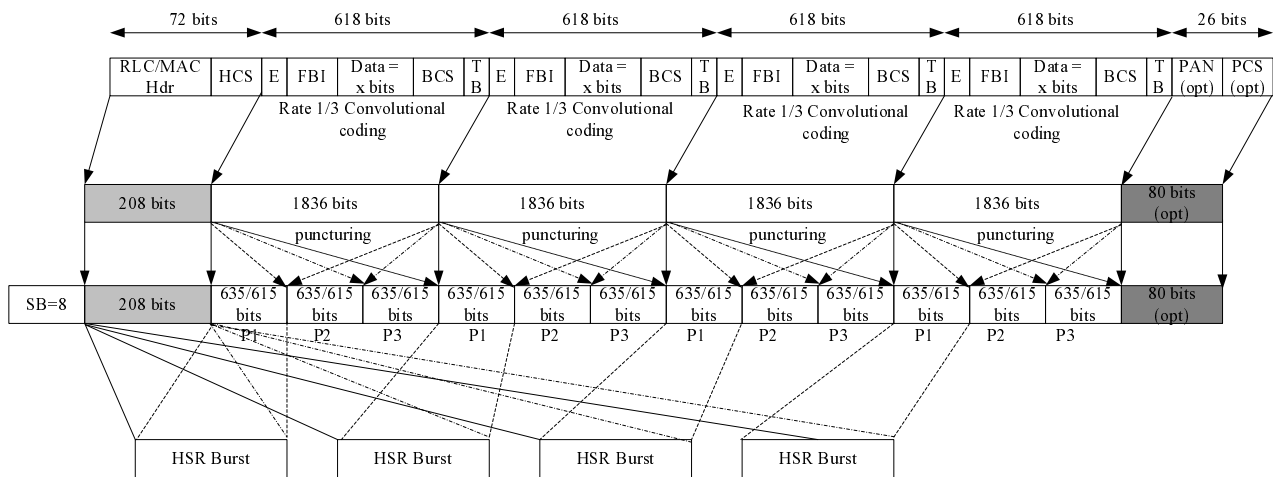 72 bits 618 bits 618 bits 618 bits 618 bits 26 bits
RLC/MAC Hdr HCS E FBI Data = x bits BCS T B E FBI Data = x bits BCS T B E FBI Data = x bits BCS T B E FBI Data = x bits BCS T B PAN (opt) PCS (opt)
Rate 1/3 Convolutional coding Rate 1/3 Convolutional coding Rate 1/3 Convolutional coding Rate 1/3 Convolutional coding
208 bits 1836 bits 1836 bits 1836 bits 1836 bits 80 bits (opt)
puncturing puncturing puncturing puncturing
SB=8 208 bits 635/615 bits 635/615 bits 635/615 bits 635/615 bits 635/615 bits 635/615 bits 635/615 bits 635/615 bits 635/615 bits 635/615 bits 635/615 bits 635/615 bits 80 bits (opt)
P1 P2 P3 P1 P2 P3 P1 P2 P3 P1 P2 P3
HSR Burst HSR Burst HSR Burst HSR Burst